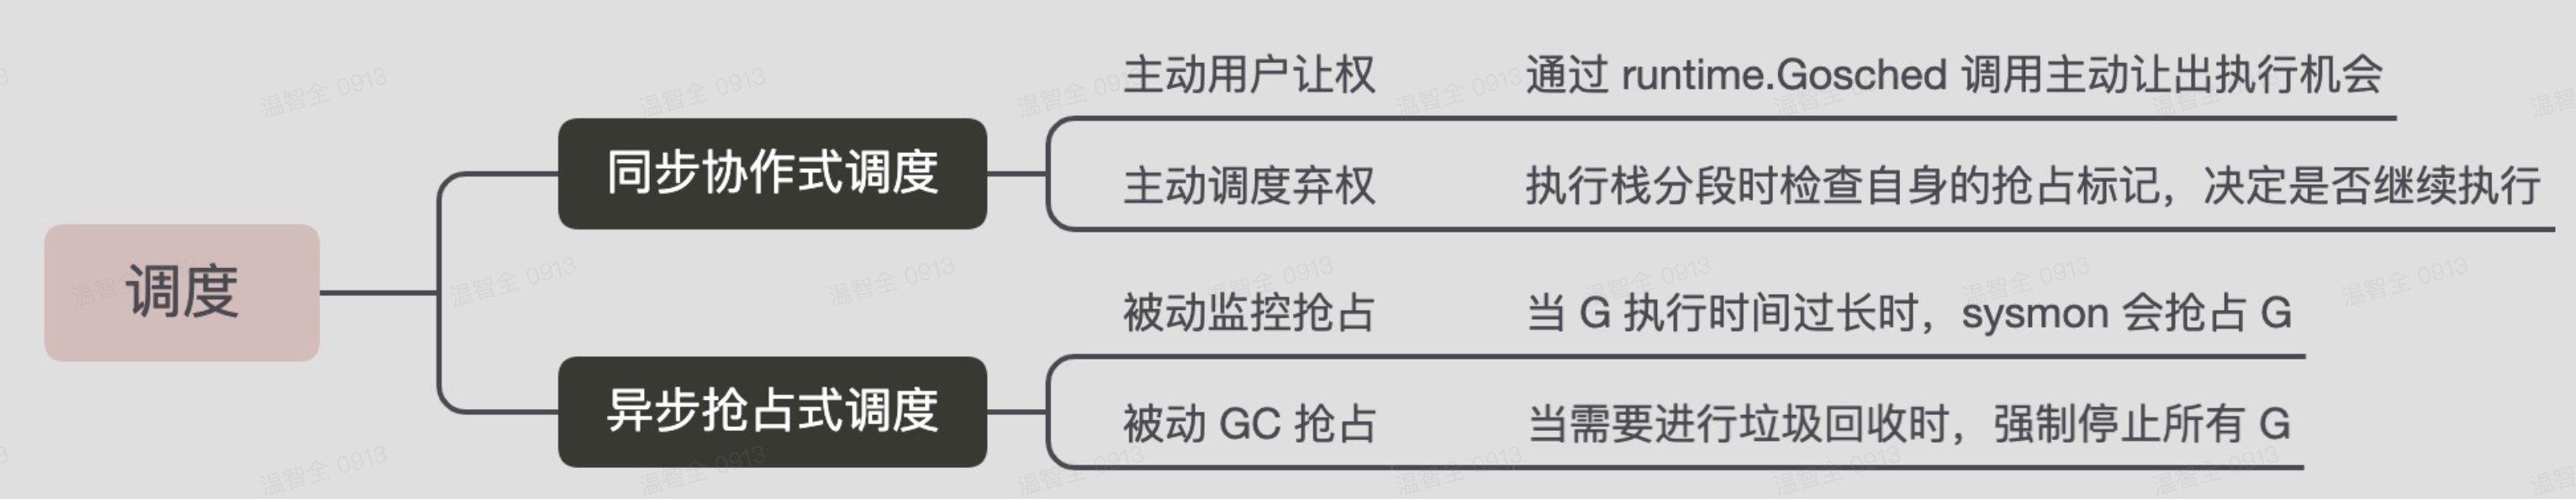 主动用户让权 通过 runtime.Gosched 调用主动让出执行机会
同步协作式调度
主动调度弃权 执行栈分段时检查自身的抢占标记，决定是否继续执行
调度
被动监控抢占 当 G 执行时间过长时，sysmon 会抢占 G
异步抢占式调度
被动 GC 抢占 当需要进行垃圾回收时，强制停止所有 G
温智全 0913